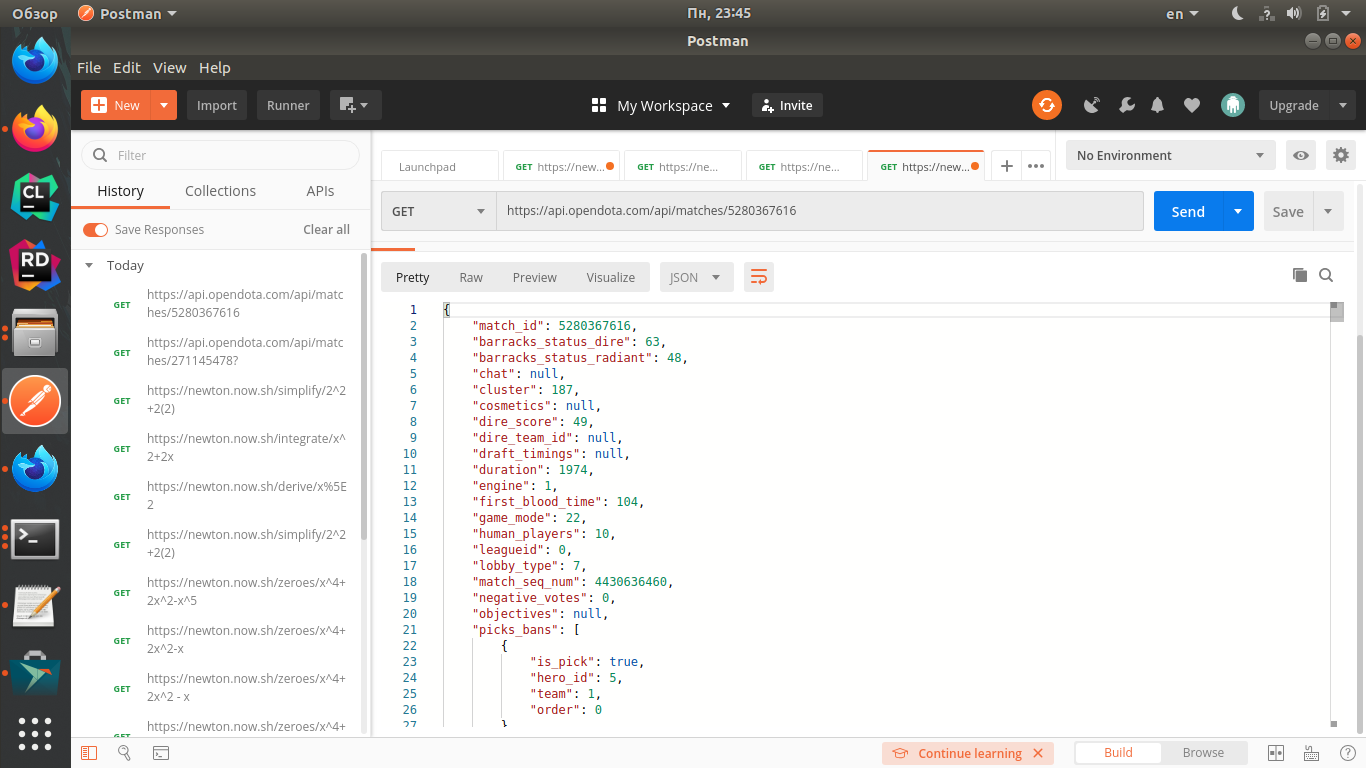 Обзор
Postman
Пн, 23:45
en
Postman
File Edit View Help
New
Import
Runner
My Workspace
Invite
Upgrade
Filter
History
Collections
APIs
Save Responses
Clear all
Today
GET https://api.opendota.com/api/matc
hes/5280367616
GET https://api.opendota.com/api/matc
hes/271145478?
GET https://newton.now.sh/simplify/2^2
+2(2)
GET https://newton.now.sh/integrate/x^
2+2x
GET https://newton.now.sh/derive/x%5E
2
GET https://newton.now.sh/simplify/2^2
+2(2)
GET https://newton.now.sh/zeroes/x^4+
2x^2-x^5
GET https://newton.now.sh/zeroes/x^4+
2x^2-x
GET https://newton.now.sh/zeroes/x^4+
2x^2 - x
GET https://newton.now.sh/zeroes/x^4+
CL
RD
Launchpad
GET https://new...
GET https://ne...
GET https://ne...
GET https://new...
No Environment
GET
https://api.opendota.com/api/matches/5280367616
Send
Save
Pretty
Raw
Preview
Visualize
JSON
1 {
2 "match_id": 5280367616,
3 "barracks_status_dire": 63,
4 "barracks_status_radiant": 48,
5 "chat": null,
6 "cluster": 187,
7 "cosmetics": null,
8 "dire_score": 49,
9 "dire_team_id": null,
10 "draft_timings": null,
11 "duration": 1974,
12 "engine": 1,
13 "first_blood_time": 104,
14 "game_mode": 22,
15 "human_players": 10,
16 "leagueid": 0,
17 "lobby_type": 7,
18 "match_seq_num": 4430636460,
19 "negative_votes": 0,
20 "objectives": null,
21 "picks_bans": [
22 {
23 "is_pick": true,
24 "hero_id": 5,
25 "team": 1,
26 "order": 0
27 }
Continue learning
Build
Browse